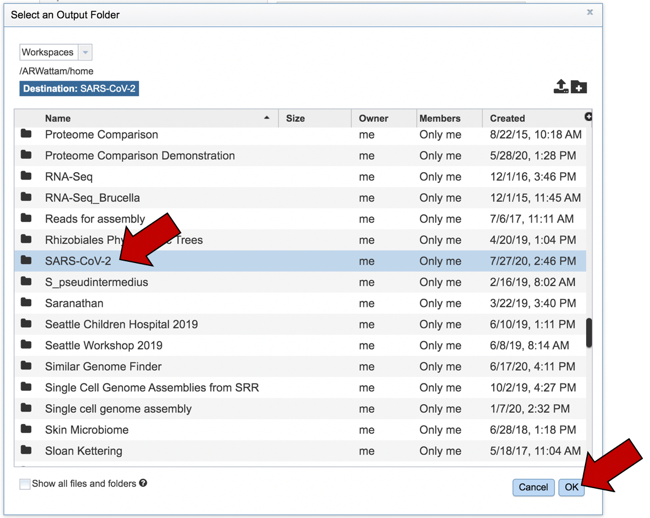 Select an Output Folder x
Workspaces
/ARWattam/home
Destination: SARS-CoV-2
Name Size Owner Members Created
Proteome Comparison me Only me 8/22/15, 10:18 AM
Proteome Comparison Demonstration me Only me 5/28/20, 1:28 PM
RNA-Seq me Only me 12/1/16, 3:46 PM
RNA-Seq_Brucella me Only me 12/1/15, 11:45 AM
Reads for assembly me Only me 7/6/17, 11:11 AM
Rhizobiales Trees me Only me 4/20/19, 1:04 PM
SARS-CoV-2 me Only me 7/27/20, 2:46 PM
S_pseudintermedius me Only me 2/16/19, 8:02 AM
Saranathan me Only me 3/22/19, 3:40 PM
Seattle Children Hospital 2019 me Only me 6/10/19, 1:11 PM
Seattle Workshop 2019 me Only me 6/8/19, 8:14 AM
Similar Genome Finder me Only me 6/17/20, 4:11 PM
Single Cell Genome Assemblies from SRR me Only me 10/2/19, 4:27 PM
Single cell genome assembly me Only me 1/7/20, 2:32 PM
Skin Microbiome me Only me 6/28/18, 1:18 PM
Sloan Kettering me Only me 5/18/17, 11:04 AM
Show all files and folders ? Cancel OK